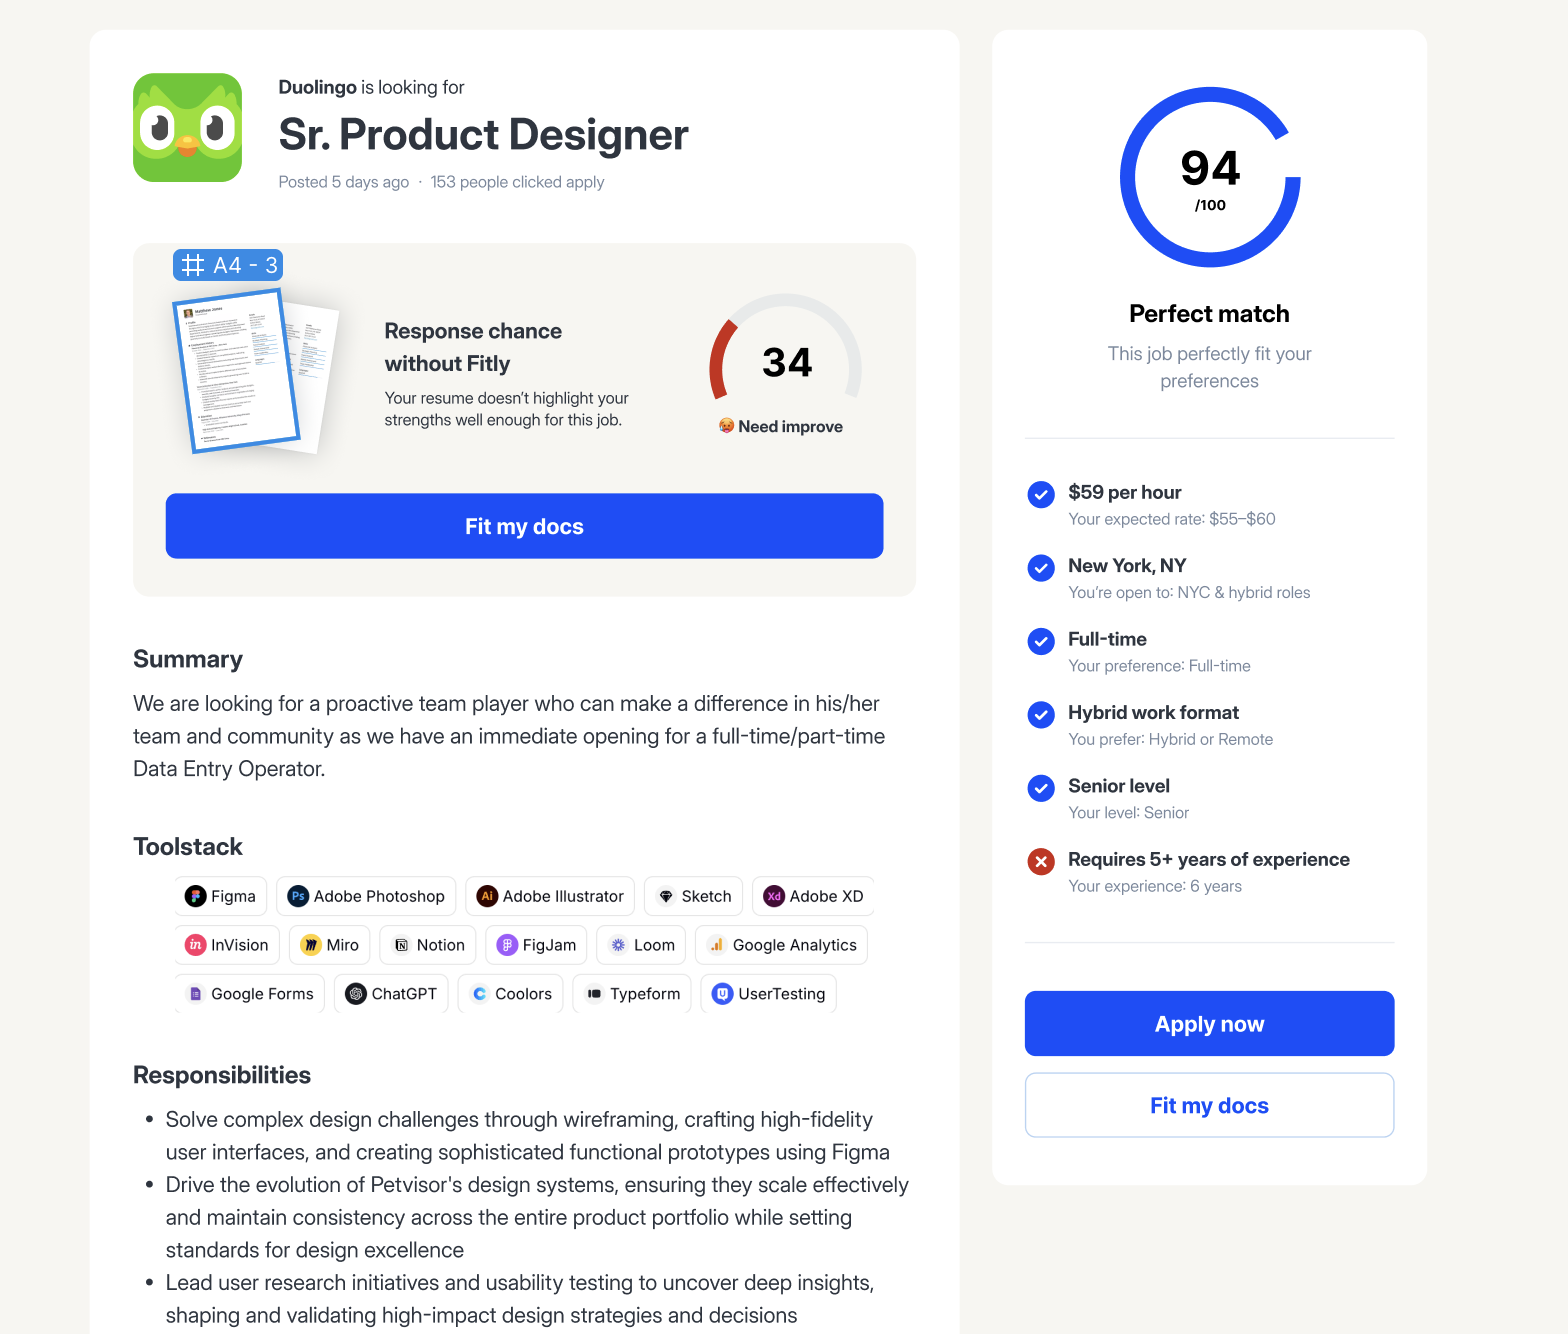 Duolingo is looking for
Sr. Product Designer
Posted 5 days ago · 153 people clicked apply
A4 - 3
Response chance
without Fitly
Your resume doesn't highlight your
strengths well enough for this job.
34
🥵 Need improve
Fit my docs
Summary
We are looking for a proactive team player who can make a difference in his/her
team and community as we have an immediate opening for a full-time/part-time
Data Entry Operator.
Toolstack
Figma
Ps Adobe Photoshop
Ai Adobe Illustrator
Sketch
Xd Adobe XD
in InVision
Miro
Notion
FigJam
Loom
Google Analytics
Google Forms
ChatGPT
Coolors
Typeform
UserTesting
Responsibilities
• Solve complex design challenges through wireframing, crafting high-fidelity
user interfaces, and creating sophisticated functional prototypes using Figma
• Drive the evolution of Petvisor's design systems, ensuring they scale effectively
and maintain consistency across the entire product portfolio while setting
standards for design excellence
• Lead user research initiatives and usability testing to uncover deep insights,
shaping and validating high-impact design strategies and decisions
94
/100
Perfect match
This job perfectly fit your
preferences
$59 per hour
Your expected rate: $55–$60
New York, NY
You're open to: NYC & hybrid roles
Full-time
Your preference: Full-time
Hybrid work format
You prefer: Hybrid or Remote
Senior level
Your level: Senior
Requires 5+ years of experience
Your experience: 6 years
Apply now
Fit my docs